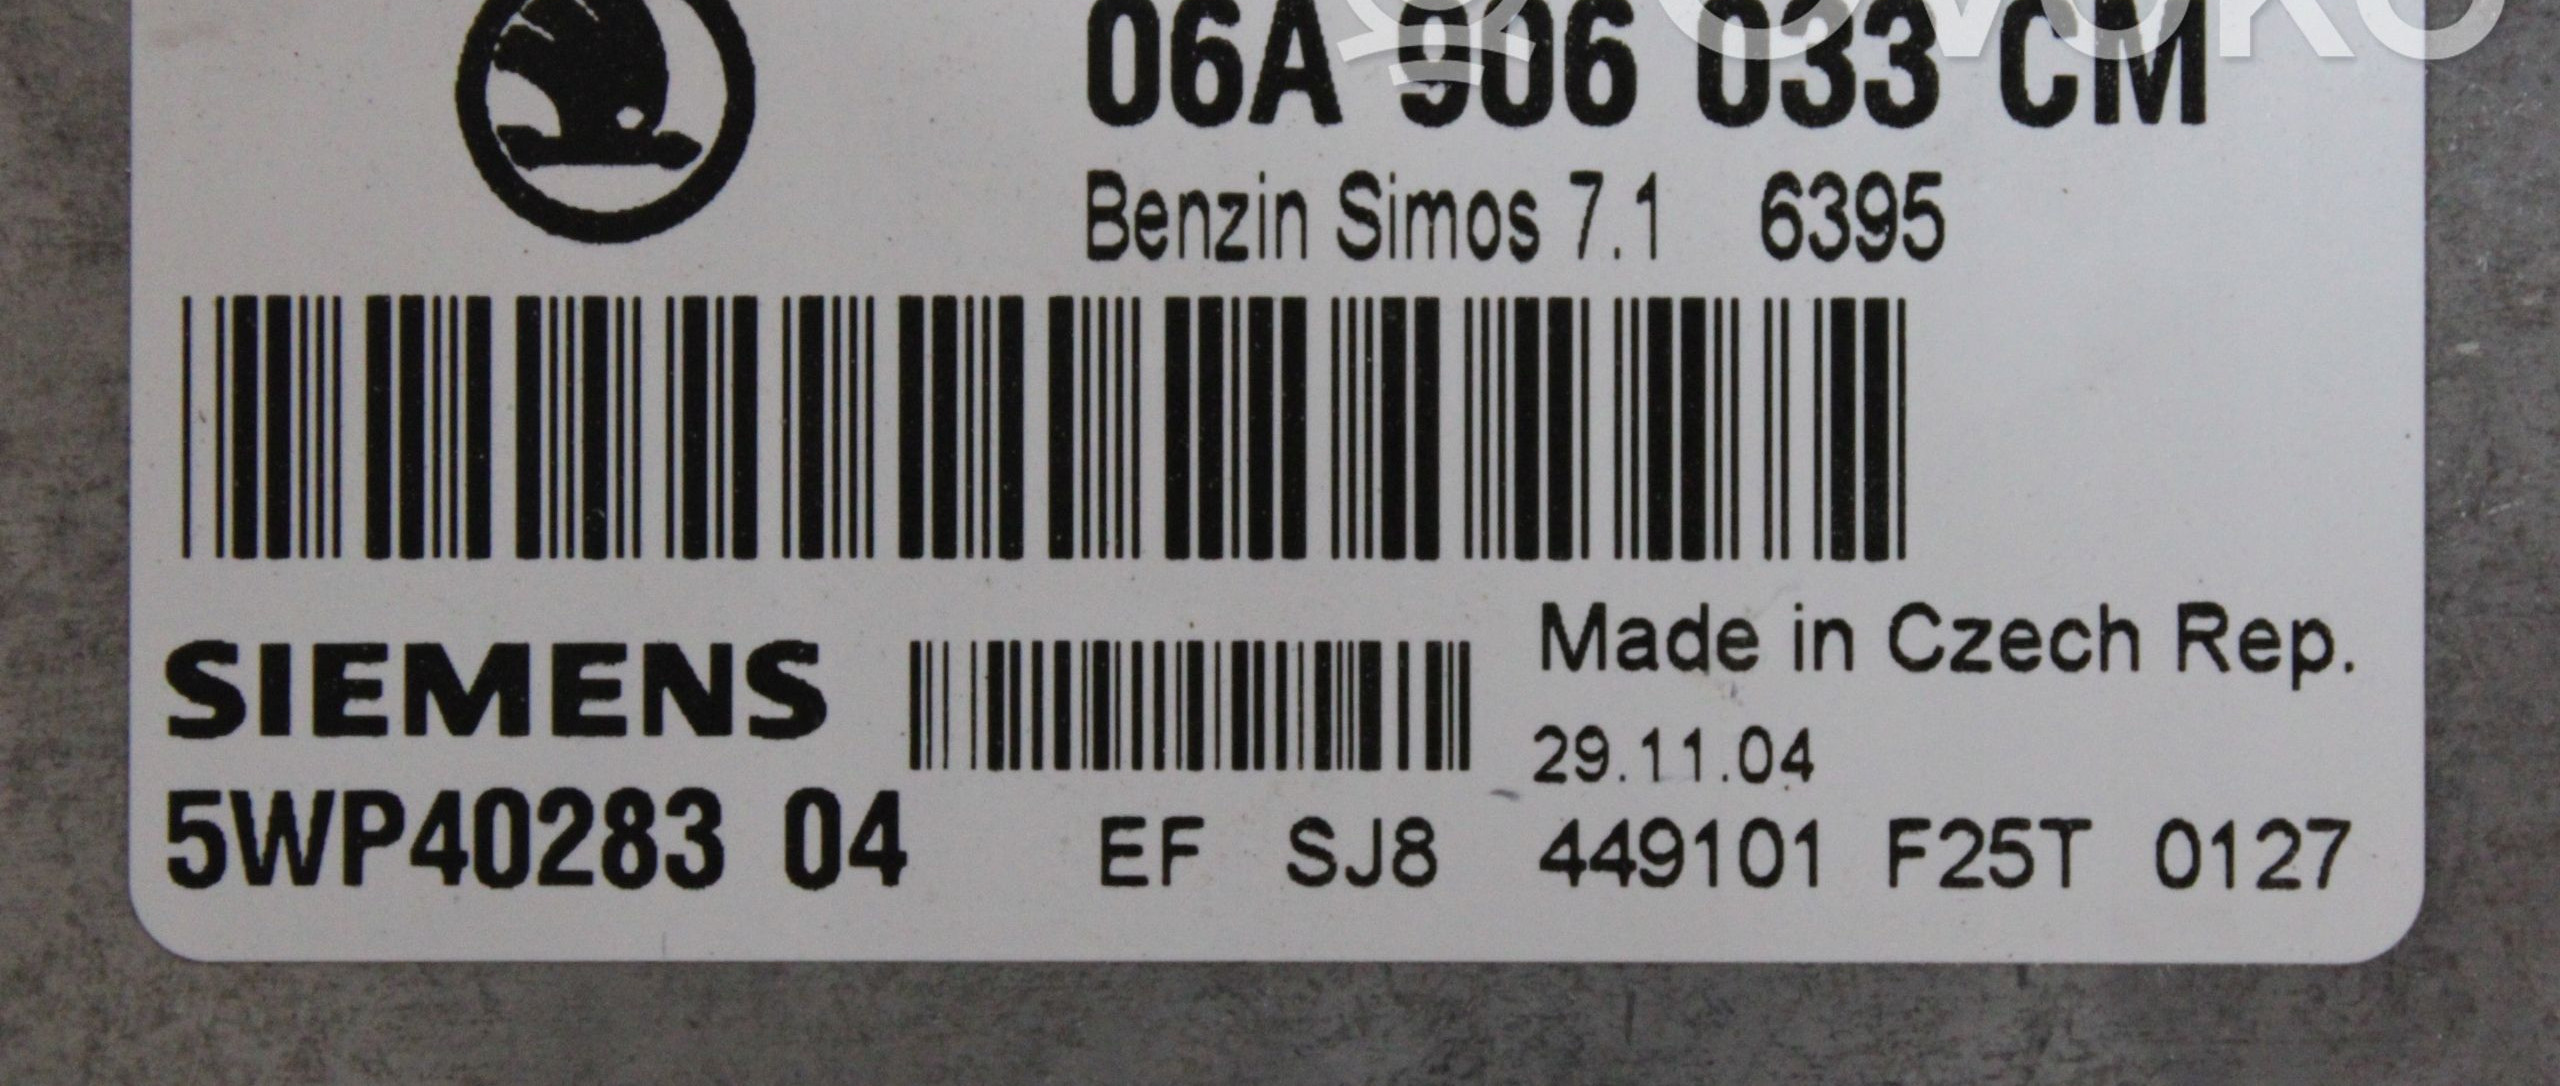 OVOKO
06A 906 033 CM
Benzin Simos 7.1 6395
SIEMENS
Made in Czech Rep.
29.11.04
5WP40283 04 EF SJ8 449101 F25T 0127